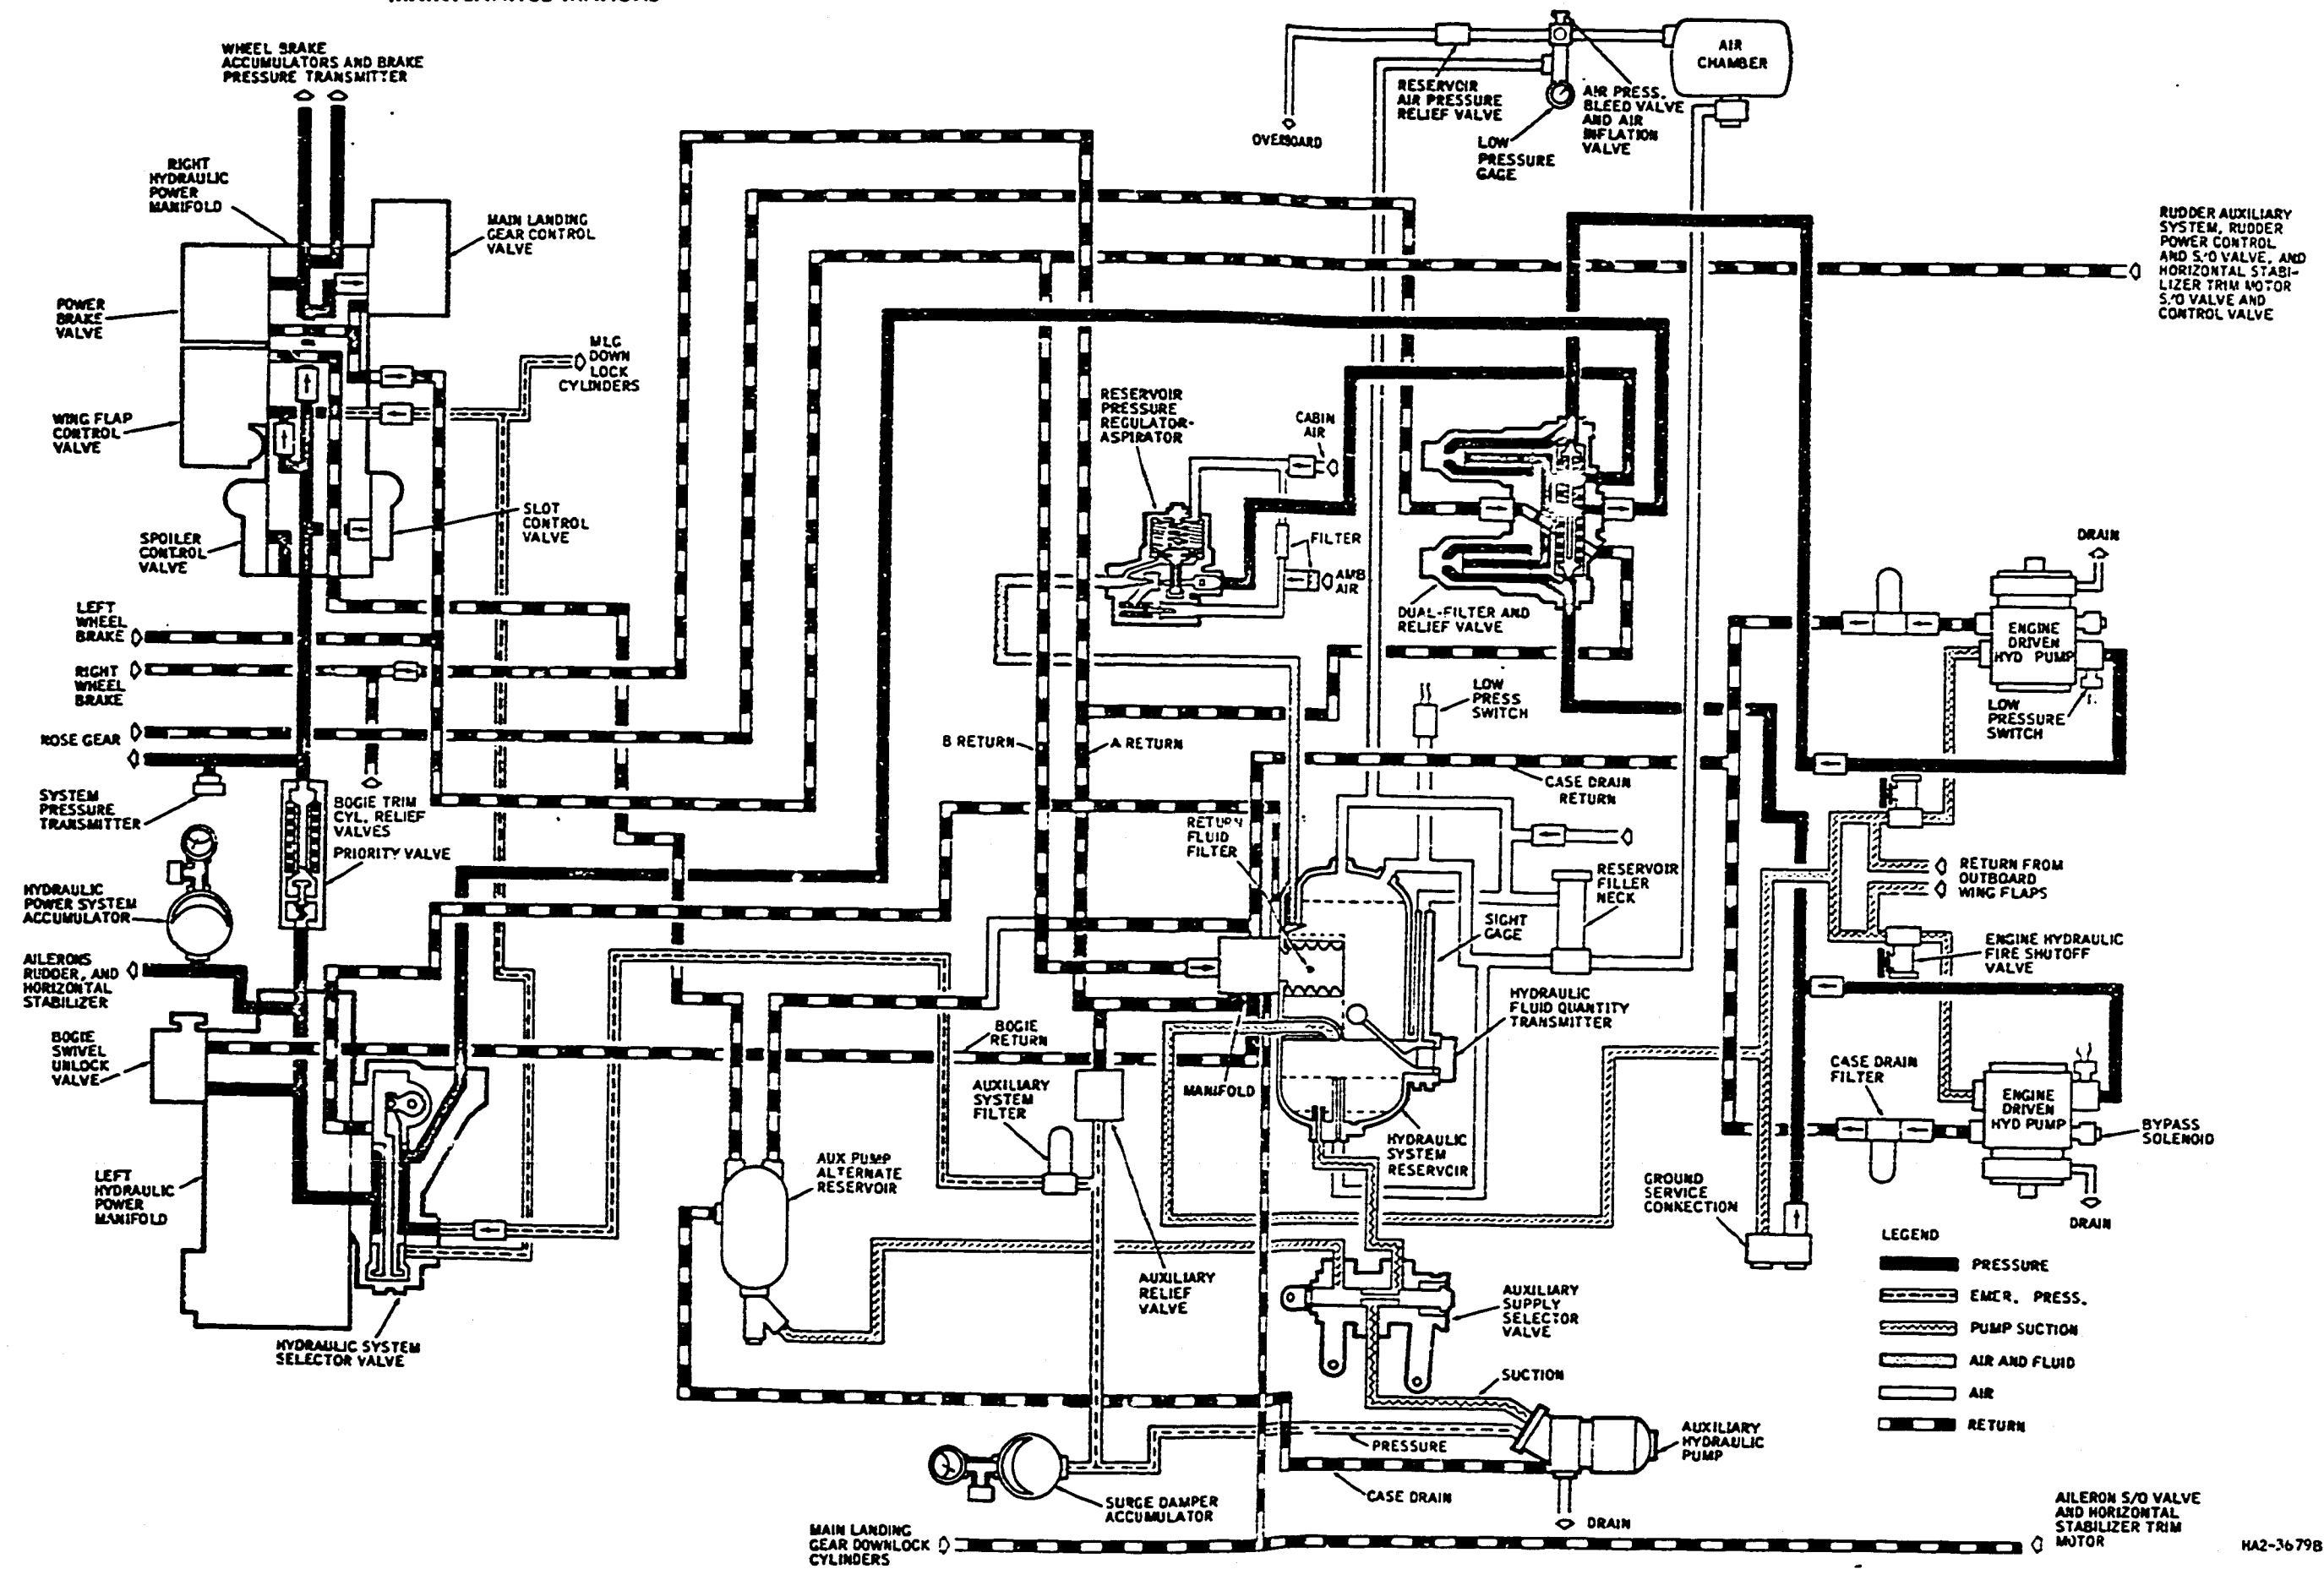 WHEEL BRAKE
ACCUMULATORS AND BRAKE
PRESSURE TRANSMITTER
RIGHT
HYDRAULIC
POWER
MANIFOLD
MAIN LANDING
GEAR CONTROL
VALVE
POWER
BRAKE
VALVE
MLG
DOWN
LOCK
CYLINDERS
WING FLAP
CONTROL
VALVE
SLOT
CONTROL
VALVE
SPOILER
CONTROL
VALVE
LEFT
WHEEL
BRAKE
RIGHT
WHEEL
BRAKE
NOSE GEAR
SYSTEM
PRESSURE
TRANSMITTER
BOGIE TRIM
CYL. RELIEF
VALVES
PRIORITY VALVE
HYDRAULIC
POWER SYSTEM
ACCUMULATOR
AILERONS
RUDDER, AND
HORIZONTAL
STABILIZER
BOGIE
SWIVEL
UNLOCK
VALVE
LEFT
HYDRAULIC
POWER
MANIFOLD
HYDRAULIC SYSTEM
SELECTOR VALVE
AIR
CHAMBER
RESERVOIR
AIR PRESSURE
RELIEF VALVE
AIR PRESS.
BLEED VALVE
AND AIR
INFLATION
VALVE
OVERBOARD
LOW
PRESSURE
GAGE
RUDDER AUXILIARY
SYSTEM, RUDDER
POWER CONTROL
AND S/O VALVE, AND
HORIZONTAL STABI-
LIZER TRIM MOTOR
S/O VALVE AND
CONTROL VALVE
RESERVOIR
PRESSURE
REGULATOR-
ASPIRATOR
CABIN
AIR
FILTER
AMB
AIR
DUAL-FILTER AND
RELIEF VALVE
DRAIN
ENGINE
DRIVEN
HYD PUMP
LOW
PRESSURE
SWITCH
LOW
PRESS
SWITCH
B RETURN
A RETURN
CASE DRAIN
RETURN
RETURN
FLUID
FILTER
RESERVOIR
FILLER
NECK
SIGHT
GAGE
RETURN FROM
OUTBOARD
WING FLAPS
ENGINE HYDRAULIC
FIRE SHUTOFF
VALVE
HYDRAULIC
FLUID QUANTITY
TRANSMITTER
BOGIE
RETURN
MANIFOLD
AUXILIARY
SYSTEM
FILTER
CASE DRAIN
FILTER
ENGINE
DRIVEN
HYD PUMP
BYPASS
SOLENOID
HYDRAULIC
SYSTEM
RESERVOIR
AUX PUMP
ALTERNATE
RESERVOIR
GROUND
SERVICE
CONNECTION
DRAIN
AUXILIARY
RELIEF
VALVE
AUXILIARY
SUPPLY
SELECTOR
VALVE
SUCTION
LEGEND
PRESSURE
EMER. PRESS.
PUMP SUCTION
AIR AND FLUID
AIR
RETURN
PRESSURE
AUXILIARY
HYDRAULIC
PUMP
CASE DRAIN
SURGE DAMPER
ACCUMULATOR
DRAIN
MAIN LANDING
GEAR DOWNLOCK
CYLINDERS
AILERON S/O VALVE
AND HORIZONTAL
STABILIZER TRIM
MOTOR
HA2-3679B